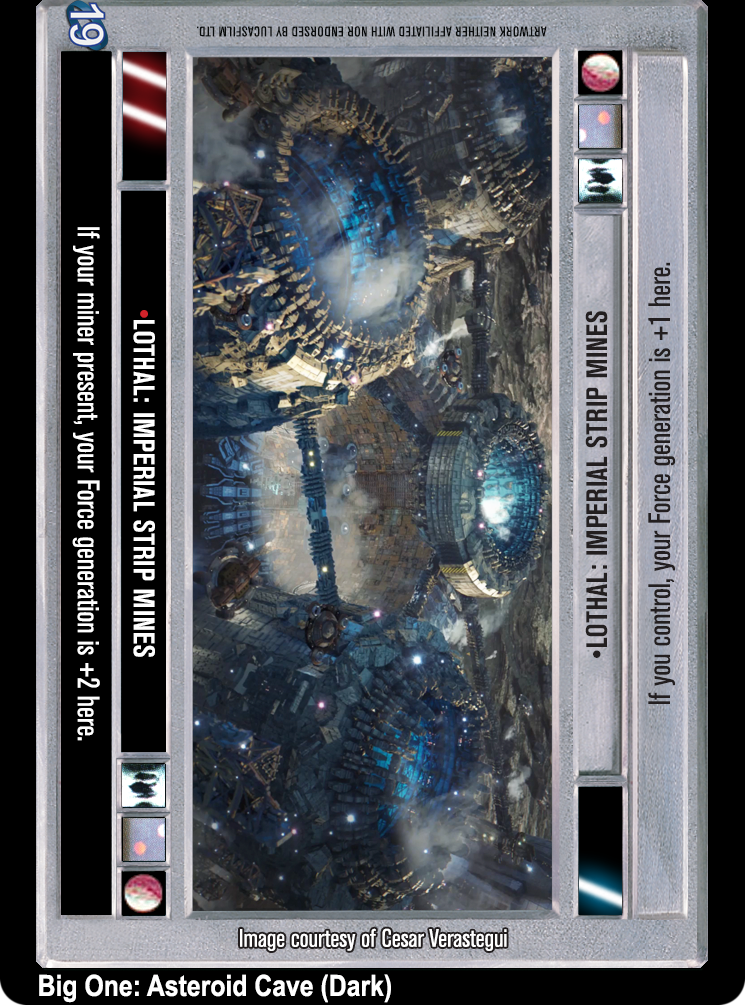 19
ARTWORK NEITHER AFFILIATED WITH NOR ENDORSED BY LUCASFILM LTD.
If your miner present, your Force generation is +2 here.
•LOTHAL: IMPERIAL STRIP MINES
•LOTHAL: IMPERIAL STRIP MINES
If you control, your Force generation is +1 here.
Image courtesy of Cesar Verastegui
Big One: Asteroid Cave (Dark)